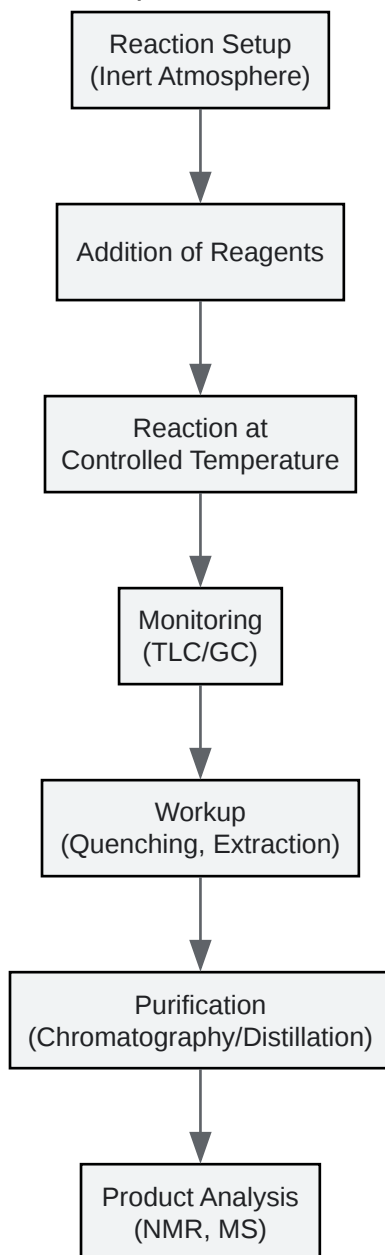 Reaction Setup
(Inert Atmosphere)
Addition of Reagents
Reaction at
Controlled Temperature
Monitoring
(TLC/GC)
Workup
(Quenching, Extraction)
Purification
(Chromatography/Distillation)
Product Analysis
(NMR, MS)